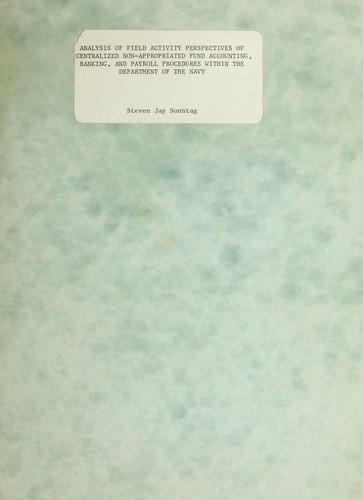 ANALYSIS OF FIELD ACTIVITY PERSPECTIVES OF
CENTRALIZED NON-APPROPRIATED FUND ACCOUNTING,
BANKING, AND PAYROLL PROCEDURES WITHIN THE
DEPARTMENT OF THE NAVY
Steven Jay Sonntag